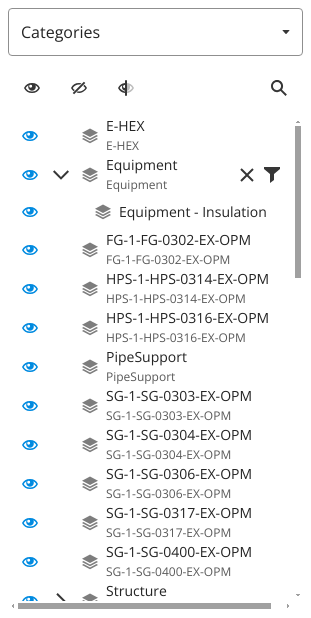 Categories
E-HEX
E-HEX
Equipment
Equipment
Equipment - Insulation
FG-1-FG-0302-EX-OPM
FG-1-FG-0302-EX-OPM
HPS-1-HPS-0314-EX-OPM
HPS-1-HPS-0314-EX-OPM
HPS-1-HPS-0316-EX-OPM
HPS-1-HPS-0316-EX-OPM
PipeSupport
PipeSupport
SG-1-SG-0303-EX-OPM
SG-1-SG-0303-EX-OPM
SG-1-SG-0304-EX-OPM
SG-1-SG-0304-EX-OPM
SG-1-SG-0306-EX-OPM
SG-1-SG-0306-EX-OPM
SG-1-SG-0317-EX-OPM
SG-1-SG-0317-EX-OPM
SG-1-SG-0400-EX-OPM
SG-1-SG-0400-EX-OPM
Structure